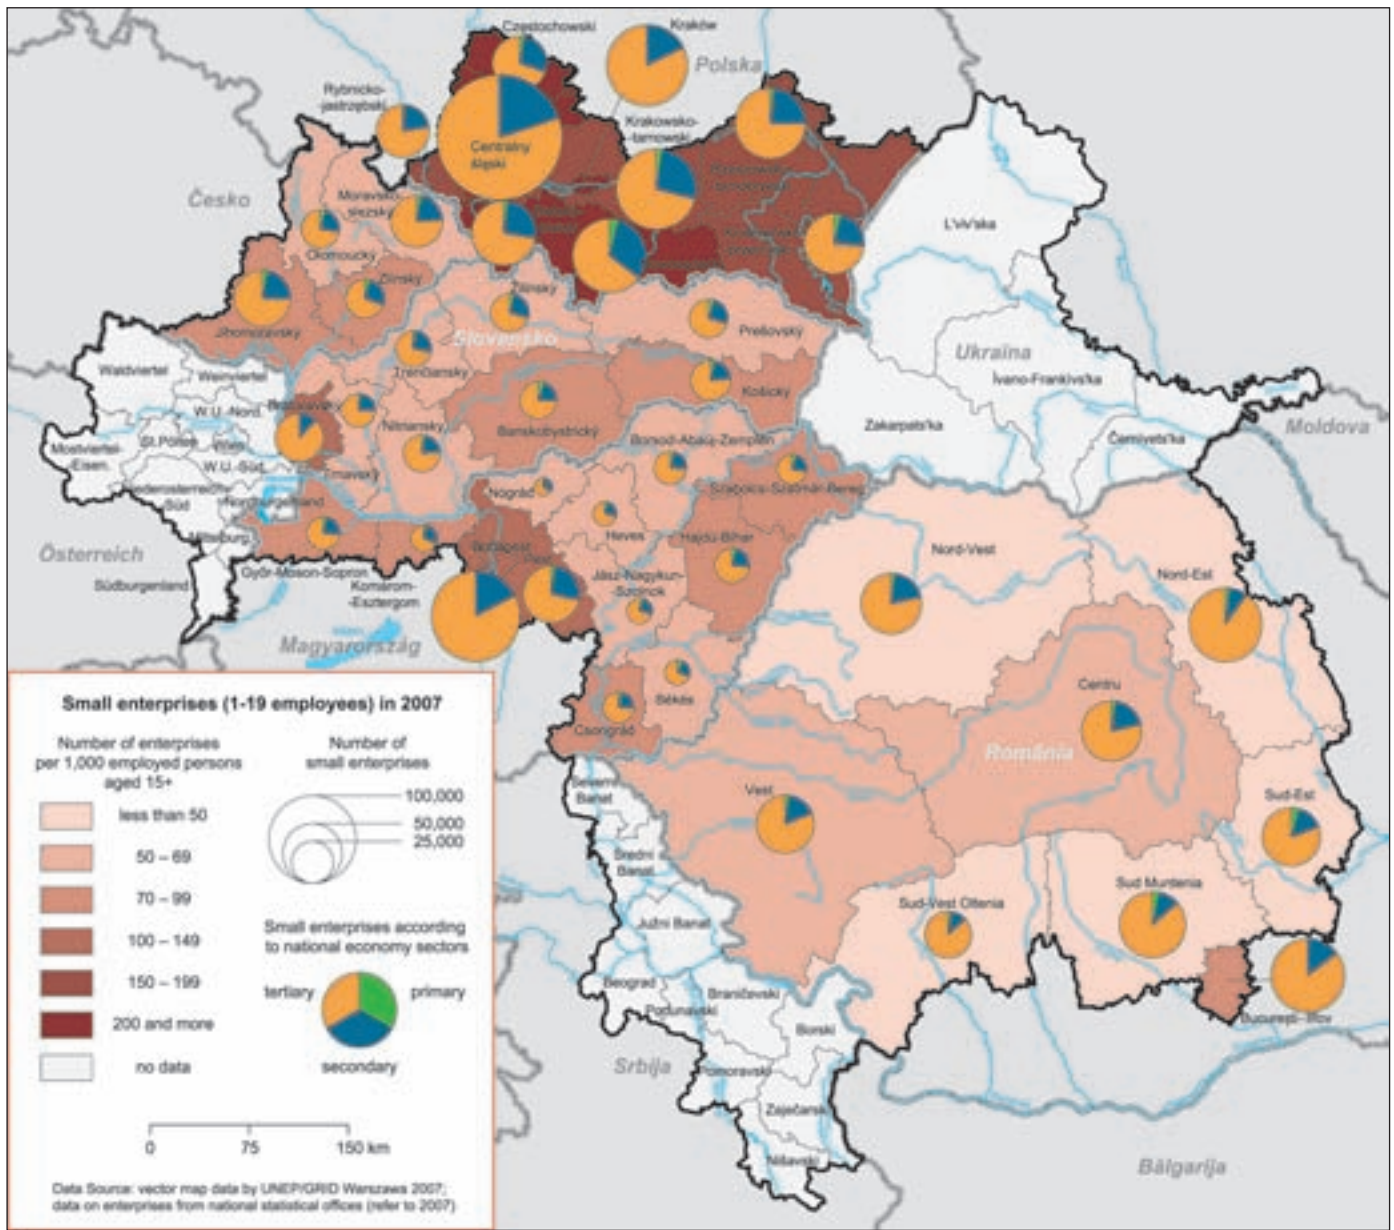 Częstochowski
Kraków
Polska
Rybnicko-
-jastrzębski
Krakowsko-
-tarnowski
Centralny
śląski
Česko
Moravsko-
slezský
L'viv'ska
Olomoucký
Zlínský
Jihomoravský
Žilinský
Slovensko
Prešovský
Trenčiansky
Ukraïna
Ivano-Frankivs'ka
Waldviertel
Weinviertel
W.U.-Nord.
Bratislavský
Košický
Moldova
St.Pölten
Wien
Nitriansky
Banskobystrický
Borsod-Abaúj-Zemplén
Zakarpats'ka
Černivets'ka
Mostviertel-
-Eisen.
W.U.-Süd.
Trnavský
Niederösterreich-
Süd
Nordburgenland
Nógrád
Szabolcs-Szatmár-Bereg
Mittelburg.
Heves
Hajdú-Bihar
Nord-Vest
Österreich
Budapest
Pest
Südburgenland
Győr-Moson-Sopron
Komárom-
-Esztergom
Jász-Nagykun-
Szolnok
Nord-Est
Magyarország
Békés
Centru
Csongrád
România
Small enterprises (1-19 employees) in 2007
Number of enterprises
per 1,000 employed persons
aged 15+
Number of
small enterprises
less than 50
50 – 69
70 – 99
100 – 149
150 – 199
200 and more
no data
100,000
50,000
25,000
Small enterprises according
to national economy sectors
tertiary
primary
secondary
0
75
150 km
Data Source: vector map data by UNEP/GRID Warszawa 2007;
data on enterprises from national statistical offices (refer to 2007)
Severni
Banat
Vest
Sud-Est
Sredni
Banat
Sud-Vest Oltenia
Sud Muntenia
Južni Banat
Beograd
Podunavski
Braničevski
Borski
Bucureşti- Ilfov
Srbija
Pomoravski
Zaječarski
Nišavski
Bălgarija